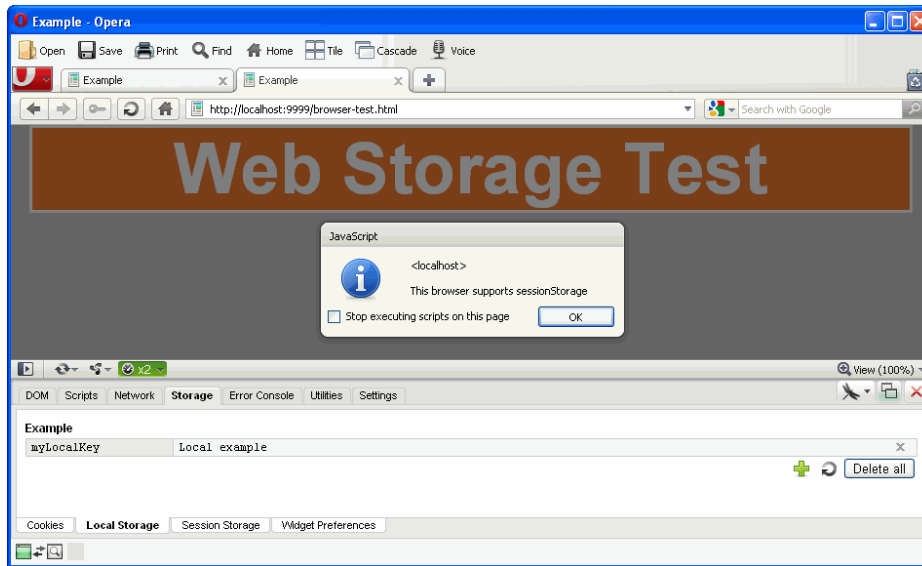 Example - Opera
Open Save Print Find Home Tile Cascade Voice
Example x Example x
http://localhost:9999/browser-test.html Search with Google
Web Storage Test
JavaScript
<localhost>
This browser supports sessionStorage
Stop executing scripts on this page OK
x2 View (100%)
DOM Scripts Network Storage Error Console Utilities Settings
Example
myLocalKey Local example x
Delete all
Cookies Local Storage Session Storage Widget Preferences